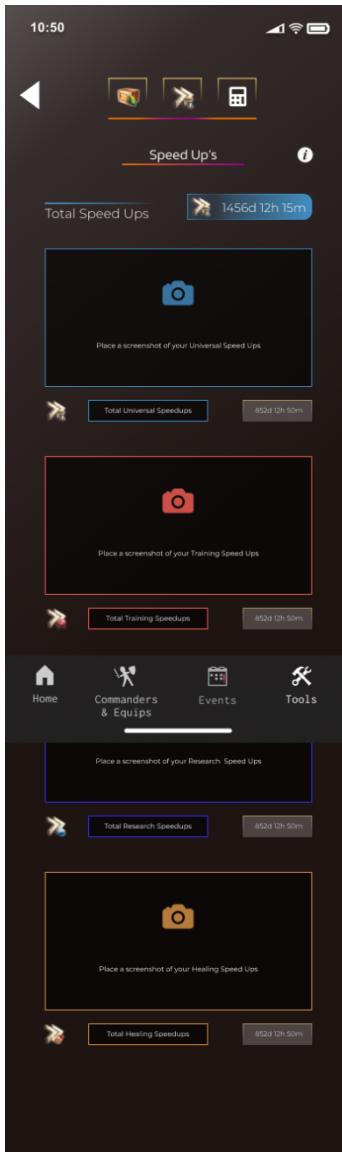 10:50
Speed Up's
i
Total Speed Ups
1456d 12h 15m
Place a screenshot of your Universal Speed Ups
Total Universal Speedups
852d 12h 50m
Place a screenshot of your Training Speed Ups
Total Training Speedups
852d 12h 50m
Home
Commanders
& Equips
Events
Tools
Place a screenshot of your Research Speed Ups
Total Research Speedups
852d 12h 50m
Place a screenshot of your Healing Speed Ups
Total Healing Speedups
852d 12h 50m